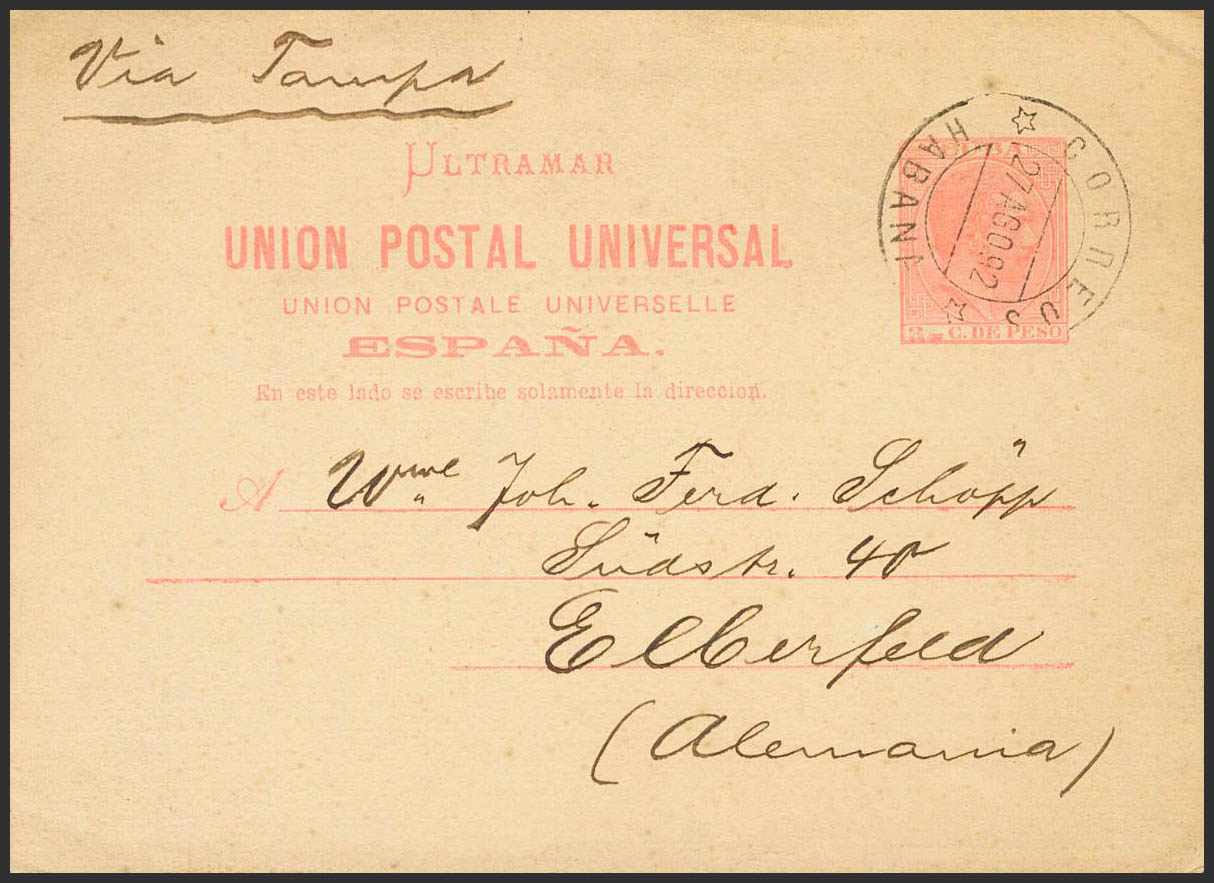 Via Tampa
ULTRAMAR
UNION POSTAL UNIVERSAL
UNION POSTALE UNIVERSELLE
ESPAÑA.
En este lado se escribe solamente la direccion.
CORREOS
HABANA
27 AGO. 92
CUBA
C. DE PESO
A Wwe Joh. Ferd. Schöpp
Südstr. 40
Elberfeld
(Alemania)